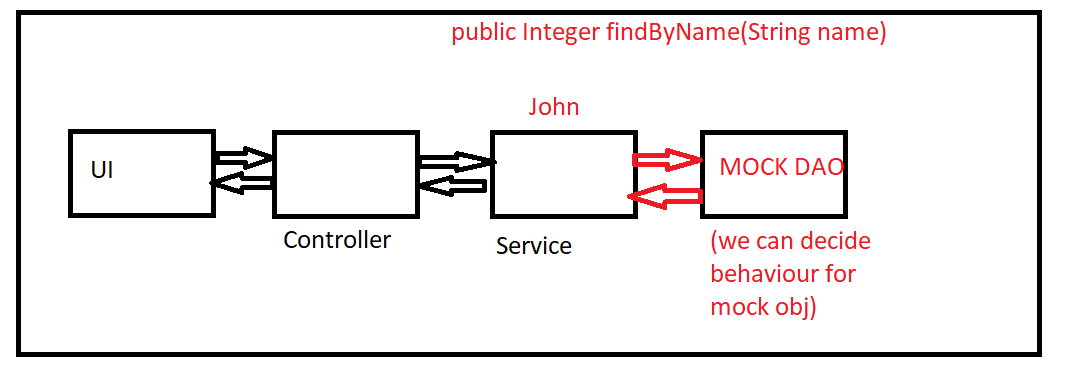 public Integer findByName(String name)
John
UI
MOCK DAO
Controller
Service
(we can decide
behaviour for
mock obj)